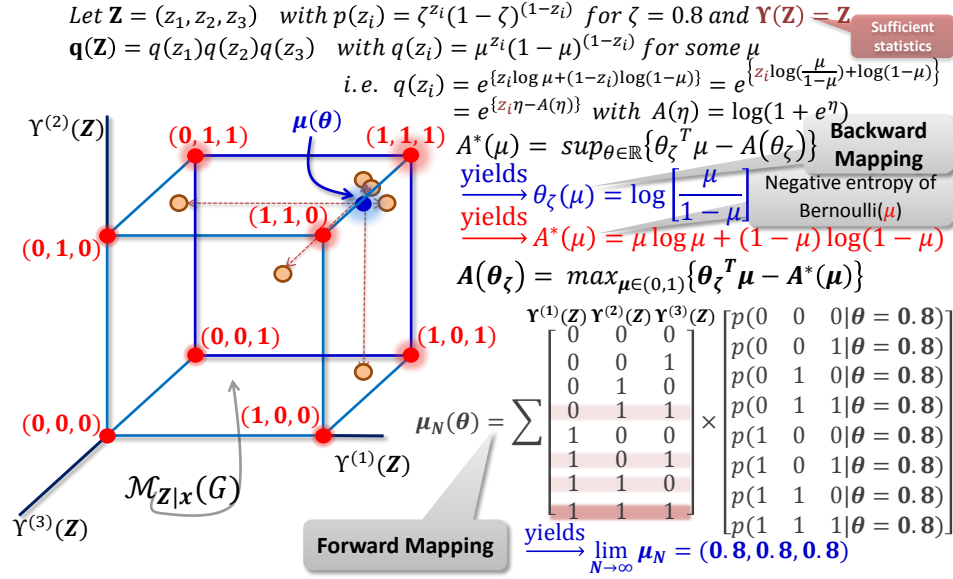 Let Z = (z₁, z₂, z₃) with p(zᵢ) = ζ^{zᵢ}(1 − ζ)^{(1−zᵢ)} for ζ = 0.8 and Υ(Z) = Z
Sufficient
statistics
q(Z) = q(z₁)q(z₂)q(z₃) with q(zᵢ) = μ^{zᵢ}(1 − μ)^{(1−zᵢ)} for some μ
i.e. q(zᵢ) = e^{{zᵢ log μ+(1−zᵢ)log(1−μ)}} = e^{{zᵢ log(μ/(1−μ))+log(1−μ)}}
= e^{{zᵢη−A(η)}} with A(η) = log(1 + e^η)
A*(μ) = sup_{θ∈ℝ}{θ_ζ^T μ − A(θ_ζ)}
Backward
Mapping
yields→ θ_ζ(μ) = log[μ/(1 − μ)]
Negative entropy of
Bernoulli(μ)
yields→ A*(μ) = μ log μ + (1 − μ) log(1 − μ)
A(θ_ζ) = max_{μ∈(0,1)}{θ_ζ^T μ − A*(μ)}
Υ⁽²⁾(Z)
(0,1,1)
μ(θ)
(1,1,1)
(1,1,0)
(0,1,0)
(0,0,1)
(1,0,1)
(0,0,0)
(1,0,0)
Υ⁽¹⁾(Z)
M_{Z|x}(G)
Υ⁽³⁾(Z)
Υ⁽¹⁾(Z) Υ⁽²⁾(Z) Υ⁽³⁾(Z)
μ_N(θ) = ∑
0 0 0
0 0 1
0 1 0
0 1 1
1 0 0
1 0 1
1 1 0
1 1 1
×
p(0 0 0|θ = 0.8)
p(0 0 1|θ = 0.8)
p(0 1 0|θ = 0.8)
p(0 1 1|θ = 0.8)
p(1 0 0|θ = 0.8)
p(1 0 1|θ = 0.8)
p(1 1 0|θ = 0.8)
p(1 1 1|θ = 0.8)
Forward Mapping
yields→ lim_{N→∞} μ_N = (0.8, 0.8, 0.8)